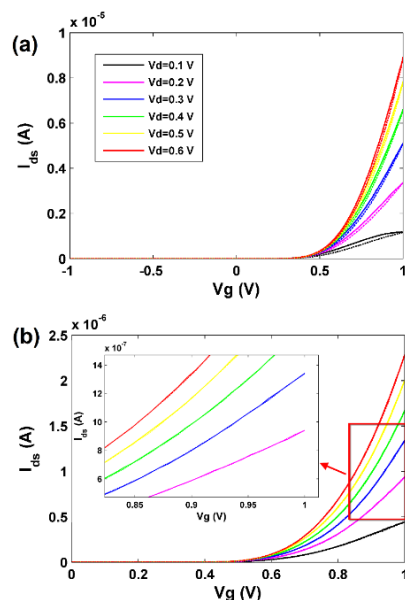 (a)
x 10^-5
1
0.8
0.6
0.4
0.2
0
I_ds (A)
Vd=0.1 V
Vd=0.2 V
Vd=0.3 V
Vd=0.4 V
Vd=0.5 V
Vd=0.6 V
-1 -0.5 0 0.5 1
Vg (V)
(b)
x 10^-6
2.5
2
1.5
1
0.5
0
I_ds (A)
x 10^-7
14
12
10
8
6
I_ds (A)
0.85 0.9 0.95 1
Vg (V)
0 0.2 0.4 0.6 0.8 1
Vg (V)